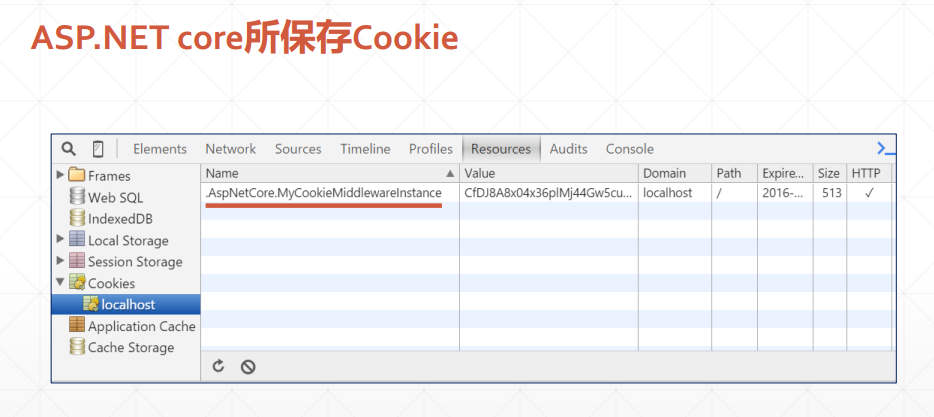 ASP.NET core所保存Cookie
Elements Network Sources Timeline Profiles Resources Audits Console
Frames
Web SQL
IndexedDB
Local Storage
Session Storage
Cookies
localhost
Application Cache
Cache Storage
Name Value Domain Path Expire... Size HTTP
.AspNetCore.MyCookieMiddlewareInstance CfDJ8A8x04x36plMj44Gw5cu... localhost / 2016-... 513 ✓